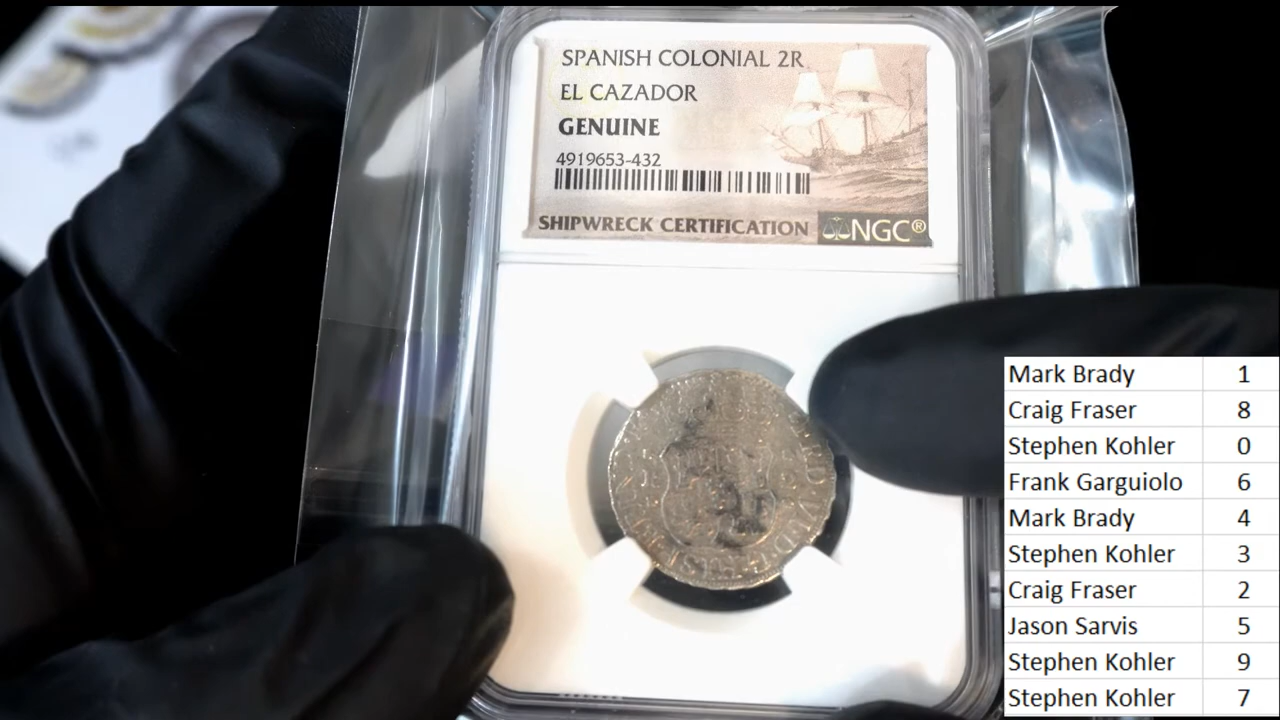 SPANISH COLONIAL 2R
EL CAZADOR
GENUINE
4919653-432
SHIPWRECK CERTIFICATION NGC®
Mark Brady 1
Craig Fraser 8
Stephen Kohler 0
Frank Garguiolo 6
Mark Brady 4
Stephen Kohler 3
Craig Fraser 2
Jason Sarvis 5
Stephen Kohler 9
Stephen Kohler 7